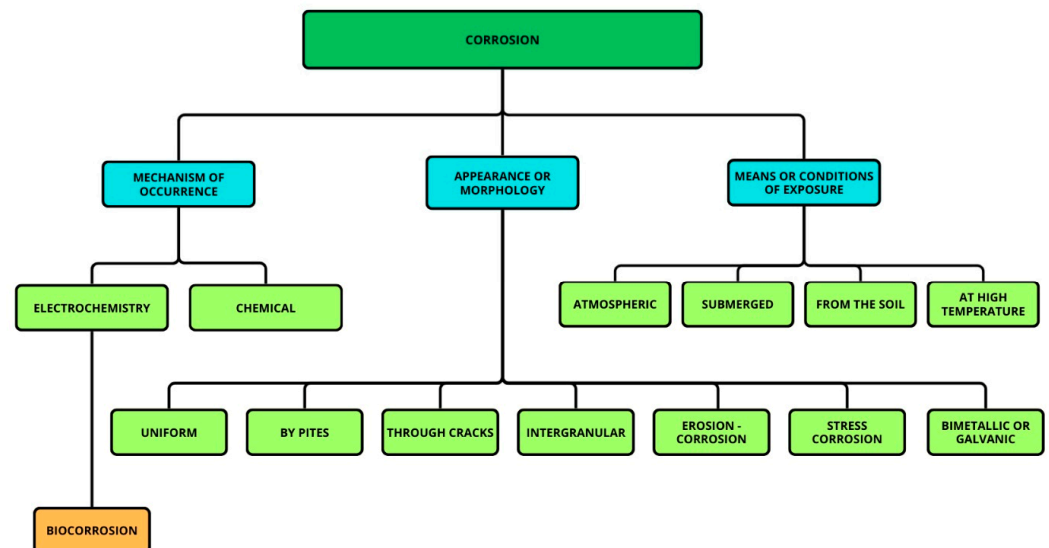 CORROSION
MECHANISM OF
OCCURRENCE
APPEARANCE OR
MORPHOLOGY
MEANS OR CONDITIONS
OF EXPOSURE
ELECTROCHEMISTRY
CHEMICAL
ATMOSPHERIC
SUBMERGED
FROM THE SOIL
AT HIGH
TEMPERATURE
UNIFORM
BY PITES
THROUGH CRACKS
INTERGRANULAR
EROSION -
CORROSION
STRESS
CORROSION
BIMETALLIC OR
GALVANIC
BIOCORROSION